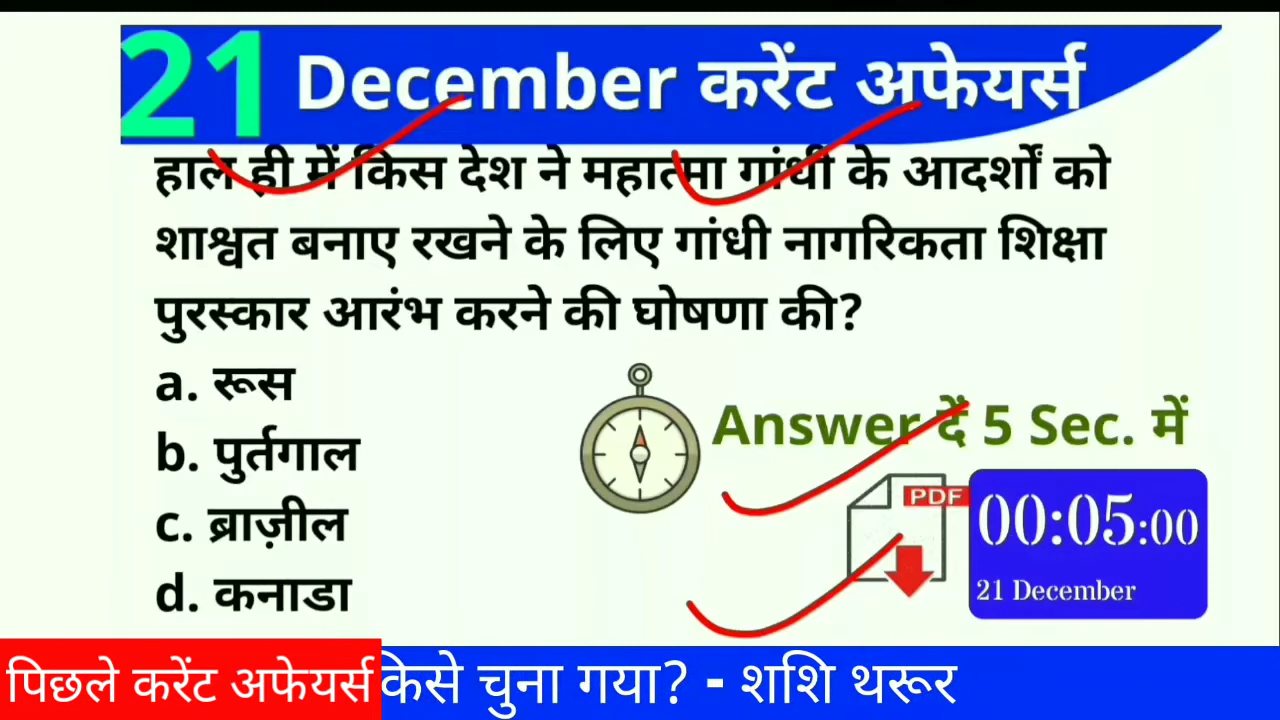 21 December करेंट अफेयर्स
हाल ही में किस देश ने महात्मा गांधी के आदर्शों को
शाश्वत बनाए रखने के लिए गांधी नागरिकता शिक्षा
पुरस्कार आरंभ करने की घोषणा की?
a. रूस
b. पुर्तगाल
c. ब्राज़ील
d. कनाडा
Answer दें 5 Sec. में
PDF
00:05:00
21 December
पिछले करेंट अफेयर्स किसे चुना गया? - शशि थरूर